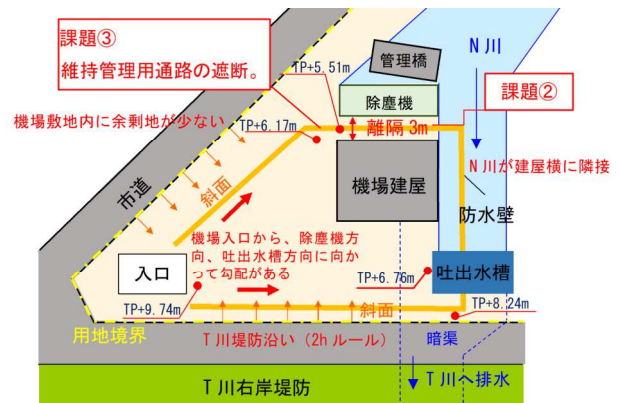 課題③
維持管理用通路の遮断。
TP+5.51m
管理橋
N川
除塵機
課題②
機場敷地内に余剰地が少ない
TP+6.17m
離隔3m
N川が建屋横に隣接
市道
斜面
機場建屋
防水壁
機場入口から、除塵機方
向、吐出水槽方向に向か
って勾配がある
入口
TP+6.76m
吐出水槽
TP+9.74m
TP+8.24m
斜面
用地境界
T川堤防沿い（2hルール）
暗渠
T川へ排水
T川右岸堤防